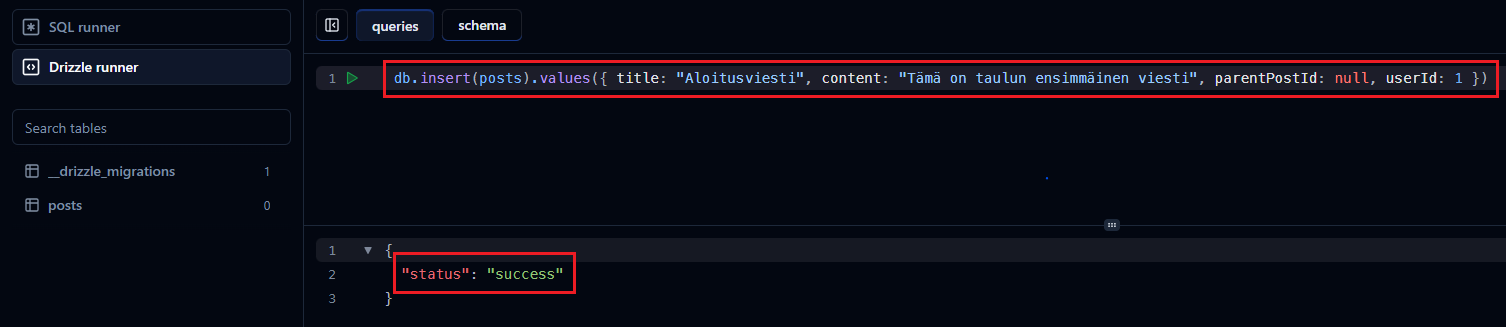 SQL runner
Drizzle runner
Search tables
__drizzle_migrations 1
posts 0
queries schema
1 db.insert(posts).values({ title: "Aloitusviesti", content: "Tämä on taulun ensimmäinen viesti", parentPostId: null, userId: 1 })
1 {
2 "status": "success"
3 }